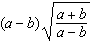 (a − b)√((a + b)/(a − b))